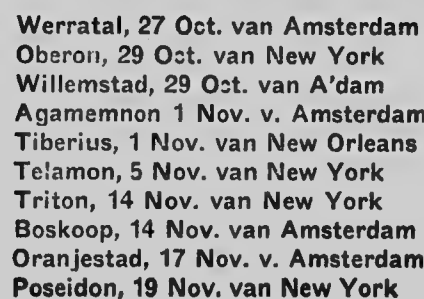 Werratal, 27 Oct. van Amsterdam
Oberon, 29 Oct. van New York
Willemstad, 29 Oct. van A'dam
Agamemnon 1 Nov. v. Amsterdam
Tiberius, 1 Nov. van New Orleans
Telamon, 5 Nov. van New York
Triton, 14 Nov. van New York
Boskoop, 14 Nov. van Amsterdam
Oranjestad, 17 Nov. v. Amsterdam
Poseidon, 19 Nov. van New York